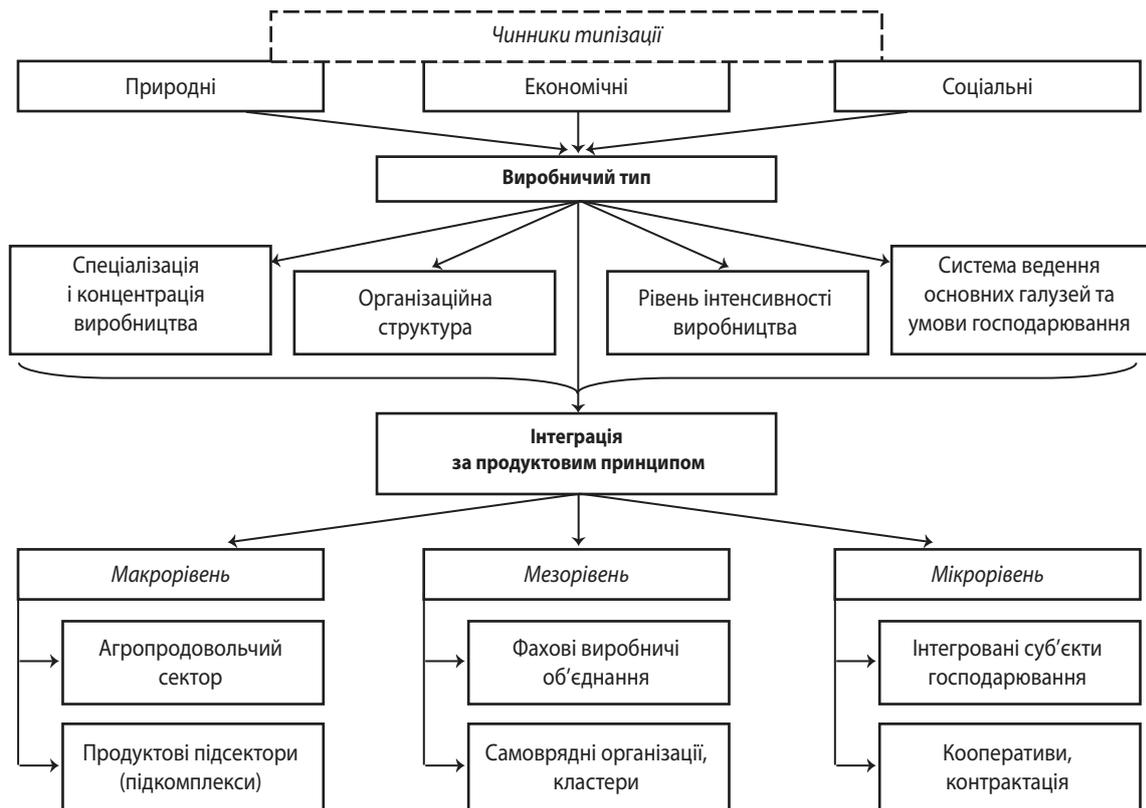 Чинники типізації
Природні
Економічні
Соціальні
Виробничий тип
Спеціалізація
і концентрація
виробництва
Організаційна
структура
Рівень інтенсивності
виробництва
Система ведення
основних галузей та
умови господарювання
Інтеграція
за продуктовим принципом
Макрорівень
Агропродовольчий
сектор
Продуктові підсектори
(підкомплекси)
Мезорівень
Фахові виробничі
об’єднання
Самоврядні організації,
кластери
Мікрорівень
Інтегровані суб’єкти
господарювання
Кооперативи,
контрактація